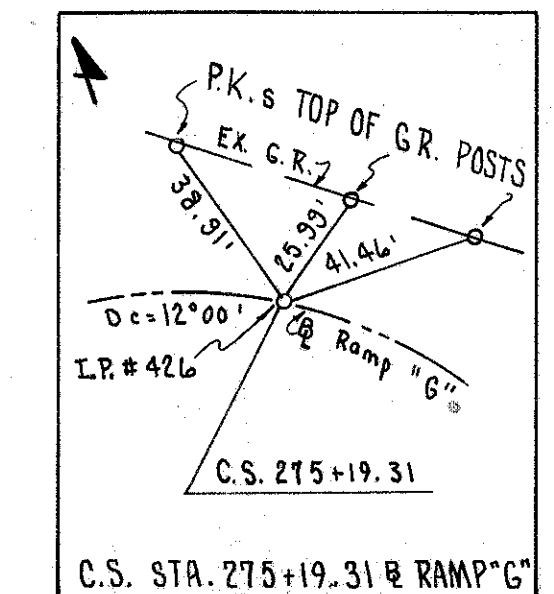 P.K.s TOP OF G.R. POSTS
EX. G.R.
38.91'
25.99'
41.46'
Dc=12°00'
I.P. #426
℄ Ramp "G"
C.S. 275+19.31
C.S. STA. 275+19.31 ℄ RAMP "G"